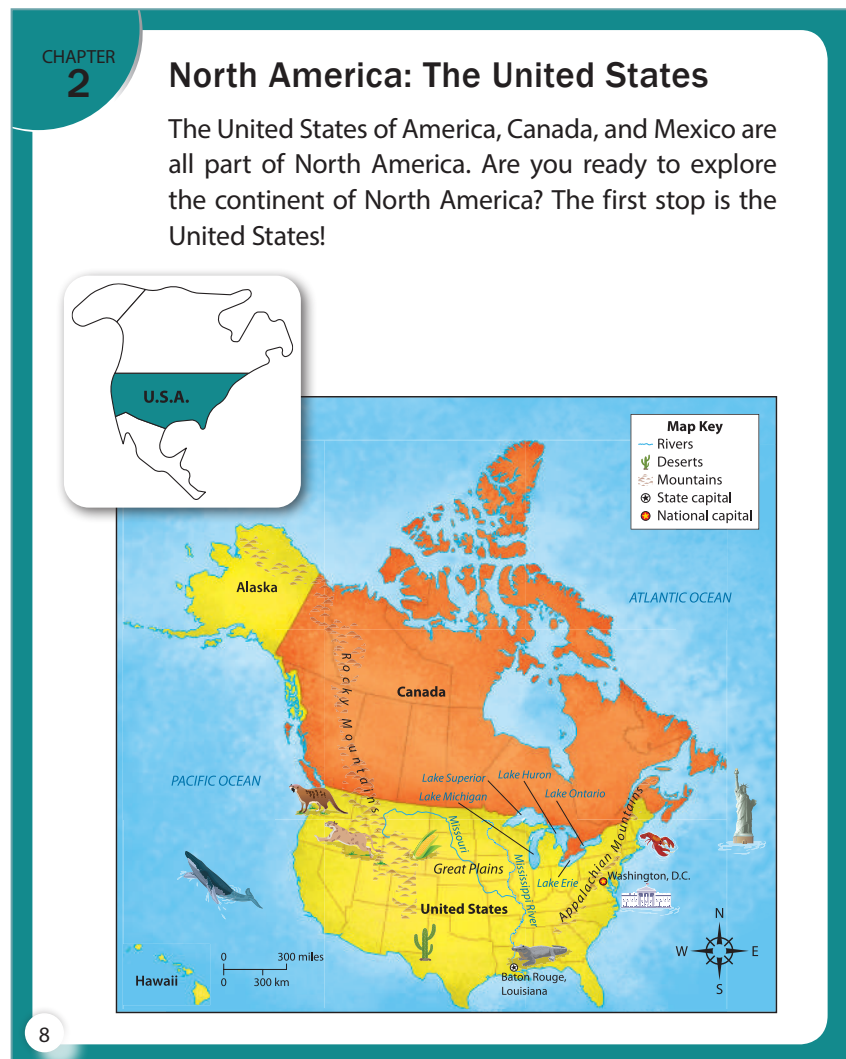 CHAPTER
2
North America: The United States
The United States of America, Canada, and Mexico are
all part of North America. Are you ready to explore
the continent of North America? The first stop is the
United States!
U.S.A.
Map Key
Rivers
Deserts
Mountains
State capital
National capital
Alaska
ATLANTIC OCEAN
Rocky Mountains
Canada
PACIFIC OCEAN
Lake Superior
Lake Huron
Lake Michigan
Lake Ontario
Missouri
Mississippi River
Great Plains
Lake Erie
Appalachian Mountains
Washington, D.C.
United States
N
W
E
S
0 300 miles
0 300 km
Hawaii
Baton Rouge,
Louisiana
8